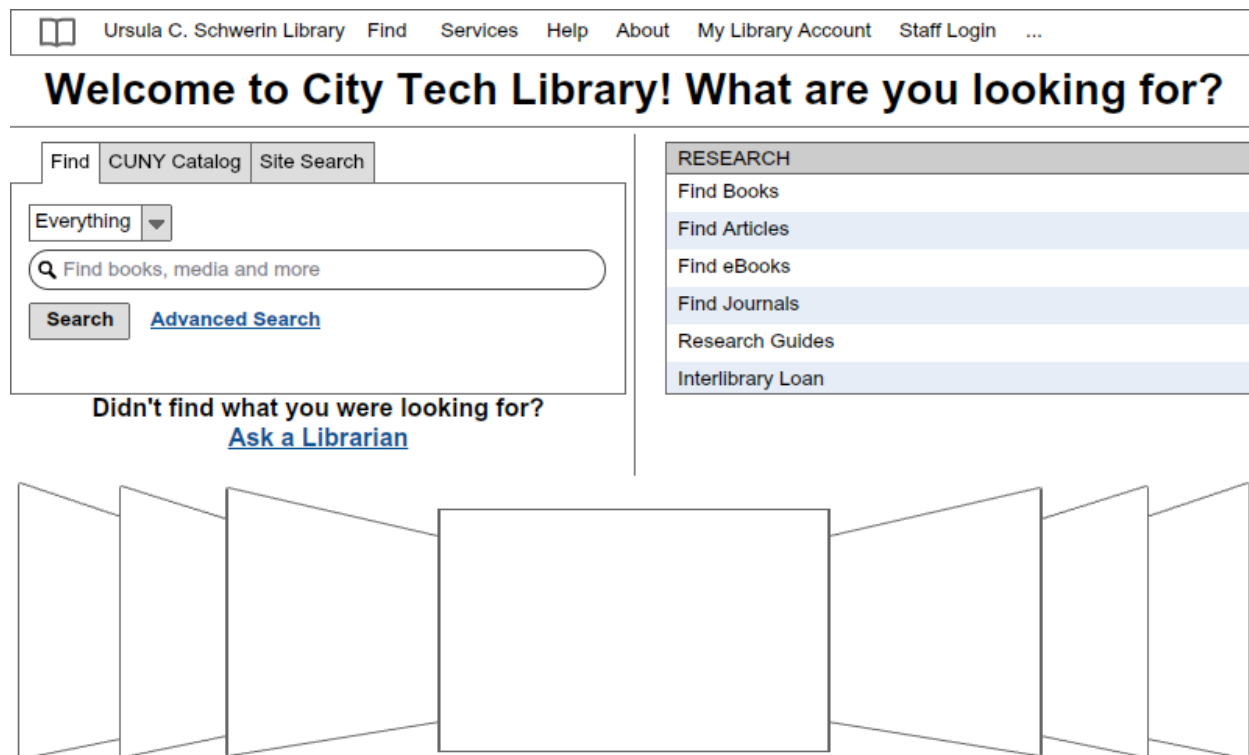 Ursula C. Schwerin Library Find Services Help About My Library Account Staff Login ...
Welcome to City Tech Library! What are you looking for?
Find CUNY Catalog Site Search
Everything
Find books, media and more
Search Advanced Search
Didn't find what you were looking for?
Ask a Librarian
RESEARCH
Find Books
Find Articles
Find eBooks
Find Journals
Research Guides
Interlibrary Loan